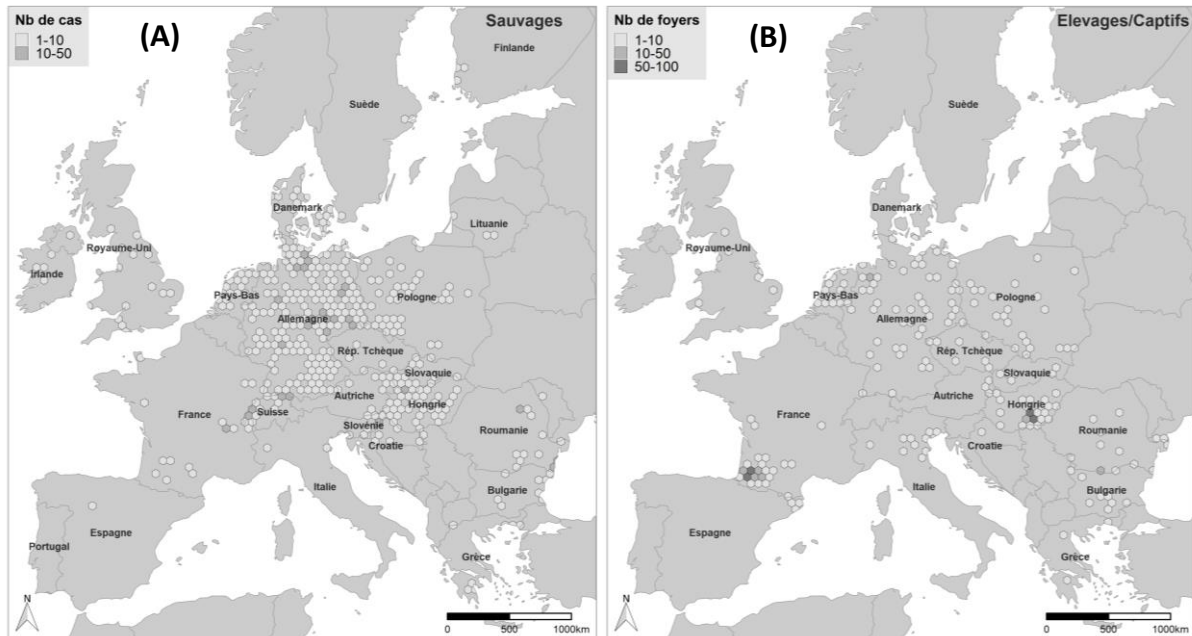 Nb de cas
1-10
10-50
(A)
Sauvages
Finlande
Suède
Danemark
Lituanie
Royaume-Uni
Irlande
Pays-Bas
Pologne
Allemagne
Rép. Tchèque
Slovaquie
Autriche
Hongrie
France
Suisse
Slovénie
Croatie
Roumanie
Italie
Bulgarie
Espagne
Portugal
Grèce
N
0 500 1000km
Nb de foyers
1-10
10-50
50-100
(B)
Elevages/Captifs
Suède
Danemark
Royaume-Uni
Pays-Bas
Pologne
Allemagne
Rép. Tchèque
Slovaquie
Autriche
Hongrie
France
Croatie
Roumanie
Italie
Bulgarie
Espagne
Grèce
N
0 500 1000km